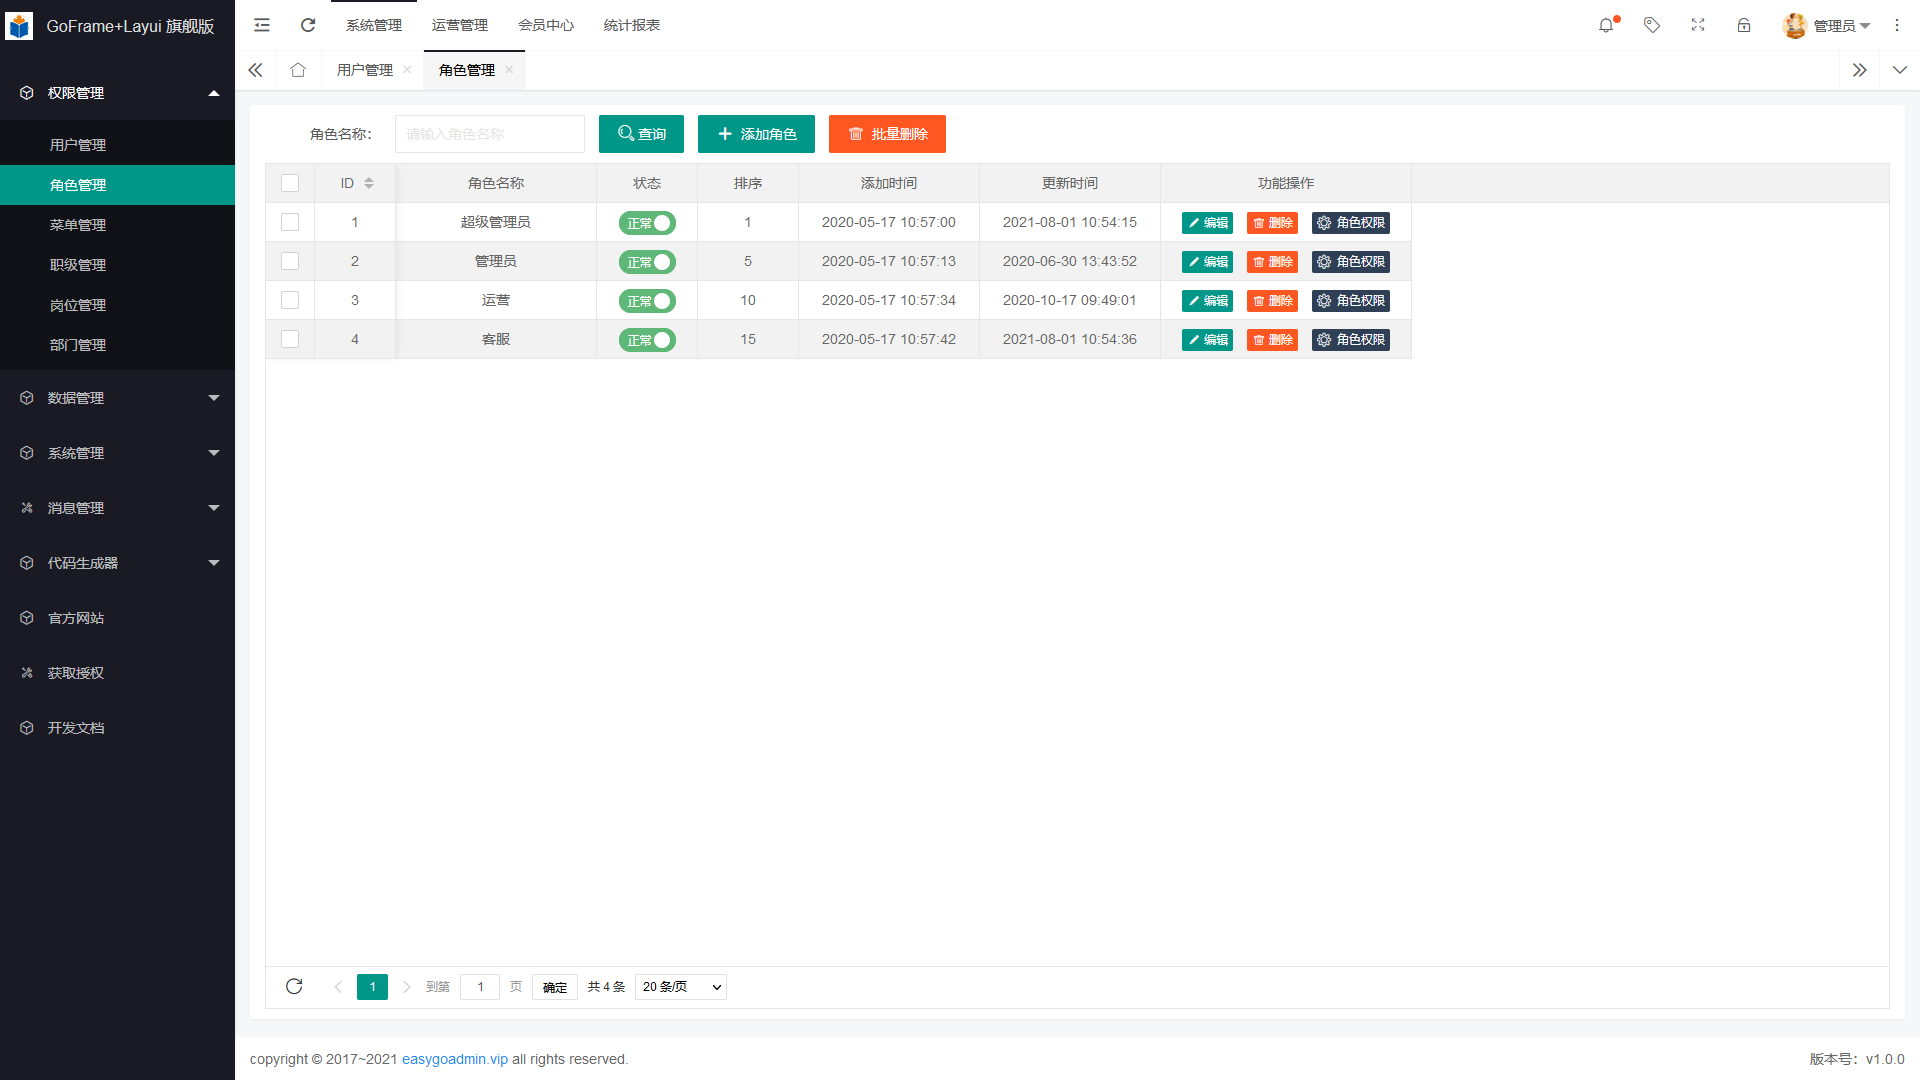 GoFrame+Layui 旗舰版
系统管理 运营管理 会员中心 统计报表
管理员
用户管理 角色管理
权限管理
用户管理
角色管理
菜单管理
职级管理
岗位管理
部门管理
数据管理
系统管理
消息管理
代码生成器
官方网站
获取授权
开发文档
角色名称： 请输入角色名称 查询 添加角色 批量删除
ID 角色名称 状态 排序 添加时间 更新时间 功能操作
1 超级管理员 正常 1 2020-05-17 10:57:00 2021-08-01 10:54:15 编辑 删除 角色权限
2 管理员 正常 5 2020-05-17 10:57:13 2020-06-30 13:43:52 编辑 删除 角色权限
3 运营 正常 10 2020-05-17 10:57:34 2020-10-17 09:49:01 编辑 删除 角色权限
4 客服 正常 15 2020-05-17 10:57:42 2021-08-01 10:54:36 编辑 删除 角色权限
1 到第 1 页 确定 共 4 条 20 条/页
copyright © 2017~2021 easygoadmin.vip all rights reserved.
版本号：v1.0.0